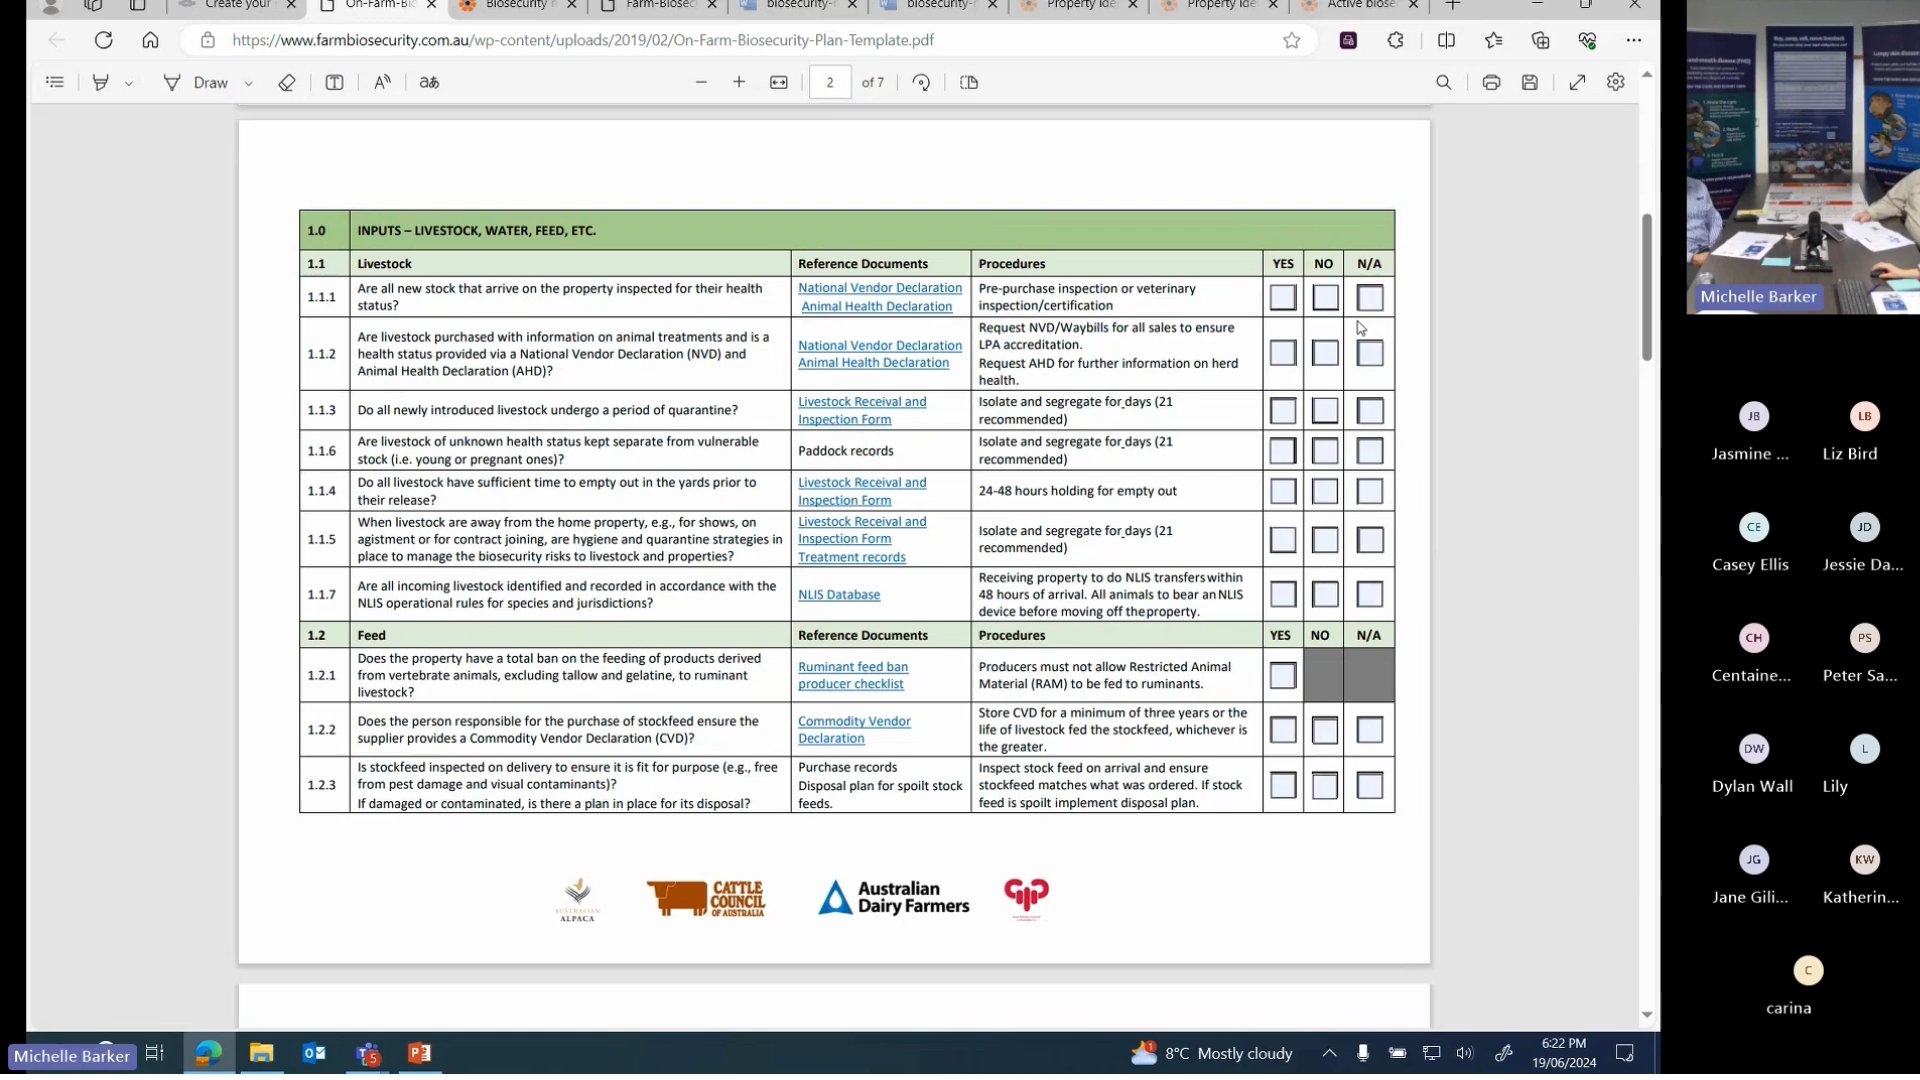 Create your
On-Farm-Bio
Biosecurity m
Farm-Biosec
biosecurity-
biosecurity-
Property Ide
Property Ide
Active biose
https://www.farmbiosecurity.com.au/wp-content/uploads/2019/02/On-Farm-Biosecurity-Plan-Template.pdf
Draw
2 of 7
1.0 INPUTS – LIVESTOCK, WATER, FEED, ETC.
1.1 Livestock Reference Documents Procedures YES NO N/A
1.1.1 Are all new stock that arrive on the property inspected for their health
status?
National Vendor Declaration
Animal Health Declaration
Pre-purchase inspection or veterinary
inspection/certification
1.1.2 Are livestock purchased with information on animal treatments and is a
health status provided via a National Vendor Declaration (NVD) and
Animal Health Declaration (AHD)?
National Vendor Declaration
Animal Health Declaration
Request NVD/Waybills for all sales to ensure
LPA accreditation.
Request AHD for further information on herd
health.
1.1.3 Do all newly introduced livestock undergo a period of quarantine?
Livestock Receival and
Inspection Form
Isolate and segregate for_days (21
recommended)
1.1.6 Are livestock of unknown health status kept separate from vulnerable
stock (i.e. young or pregnant ones)?
Paddock records
Isolate and segregate for_days (21
recommended)
1.1.4 Do all livestock have sufficient time to empty out in the yards prior to
their release?
Livestock Receival and
Inspection Form
24-48 hours holding for empty out
1.1.5 When livestock are away from the home property, e.g., for shows, on
agistment or for contract joining, are hygiene and quarantine strategies in
place to manage the biosecurity risks to livestock and properties?
Livestock Receival and
Inspection Form
Treatment records
Isolate and segregate for_days (21
recommended)
1.1.7 Are all incoming livestock identified and recorded in accordance with the
NLIS operational rules for species and jurisdictions?
NLIS Database
Receiving property to do NLIS transfers within
48 hours of arrival. All animals to bear an NLIS
device before moving off the property.
1.2 Feed Reference Documents Procedures YES NO N/A
1.2.1 Does the property have a total ban on the feeding of products derived
from vertebrate animals, excluding tallow and gelatine, to ruminant
livestock?
Ruminant feed ban
producer checklist
Producers must not allow Restricted Animal
Material (RAM) to be fed to ruminants.
1.2.2 Does the person responsible for the purchase of stockfeed ensure the
supplier provides a Commodity Vendor Declaration (CVD)?
Commodity Vendor
Declaration
Store CVD for a minimum of three years or the
life of livestock fed the stockfeed, whichever is
the greater.
1.2.3 Is stockfeed inspected on delivery to ensure it is fit for purpose (e.g., free
from pest damage and visual contaminants)?
If damaged or contaminated, is there a plan in place for its disposal?
Purchase records
Disposal plan for spoilt stock
feeds.
Inspect stock feed on arrival and ensure
stockfeed matches what was ordered. If stock
feed is spoilt implement disposal plan.
AUSTRALIAN
ALPACA
CATTLE
COUNCIL
OF AUSTRALIA
Australian
Dairy Farmers
Michelle Barker
JB
Jasmine ...
LB
Liz Bird
CE
Casey Ellis
JD
Jessie Da...
CH
Centaine...
PS
Peter Sa...
DW
Dylan Wall
L
Lily
JG
Jane Gili...
KW
Katherin...
C
carina
Michelle Barker
8°C Mostly cloudy
6:22 PM
19/06/2024